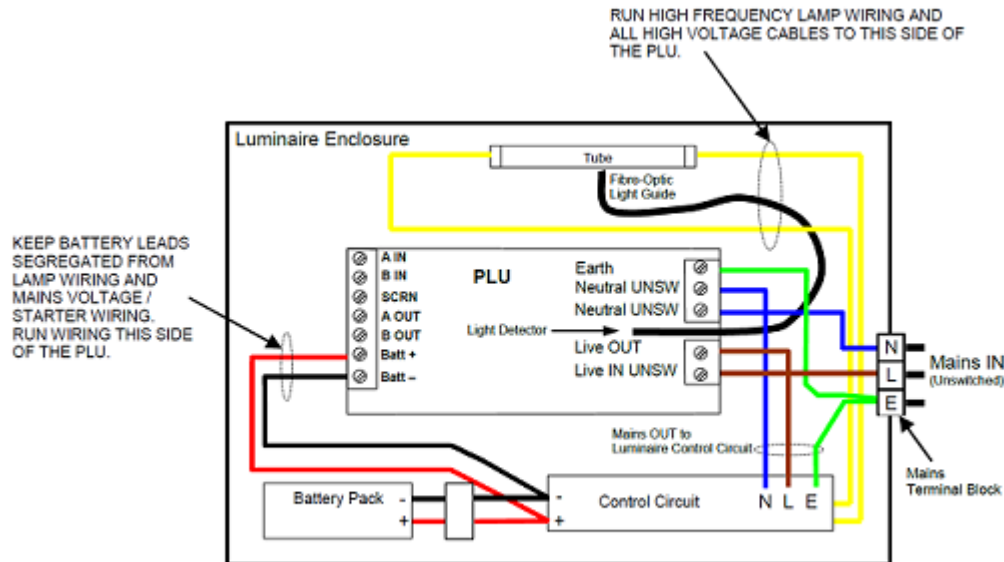 RUN HIGH FREQUENCY LAMP WIRING AND
ALL HIGH VOLTAGE CABLES TO THIS SIDE OF
THE PLU.
Luminaire Enclosure
Tube
Fibre-Optic
Light Guide
KEEP BATTERY LEADS
SEGREGATED FROM
LAMP WIRING AND
MAINS VOLTAGE /
STARTER WIRING.
RUN WIRING THIS SIDE
OF THE PLU.
A IN
B IN
SCRN
A OUT
B OUT
Batt +
Batt –
PLU
Light Detector
Earth
Neutral UNSW
Neutral UNSW
Live OUT
Live IN UNSW
N
L
E
Mains IN
(Unswitched)
Mains OUT to
Luminaire Control Circuit
Mains
Terminal Block
Battery Pack
-
+
-
+
Control Circuit
N L E